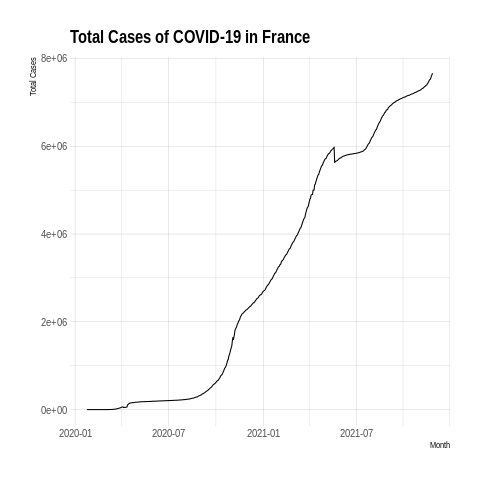 Total Cases of COVID-19 in France
Total Cases
8e+06
6e+06
4e+06
2e+06
0e+00
2020-01 2020-07 2021-01 2021-07
Month